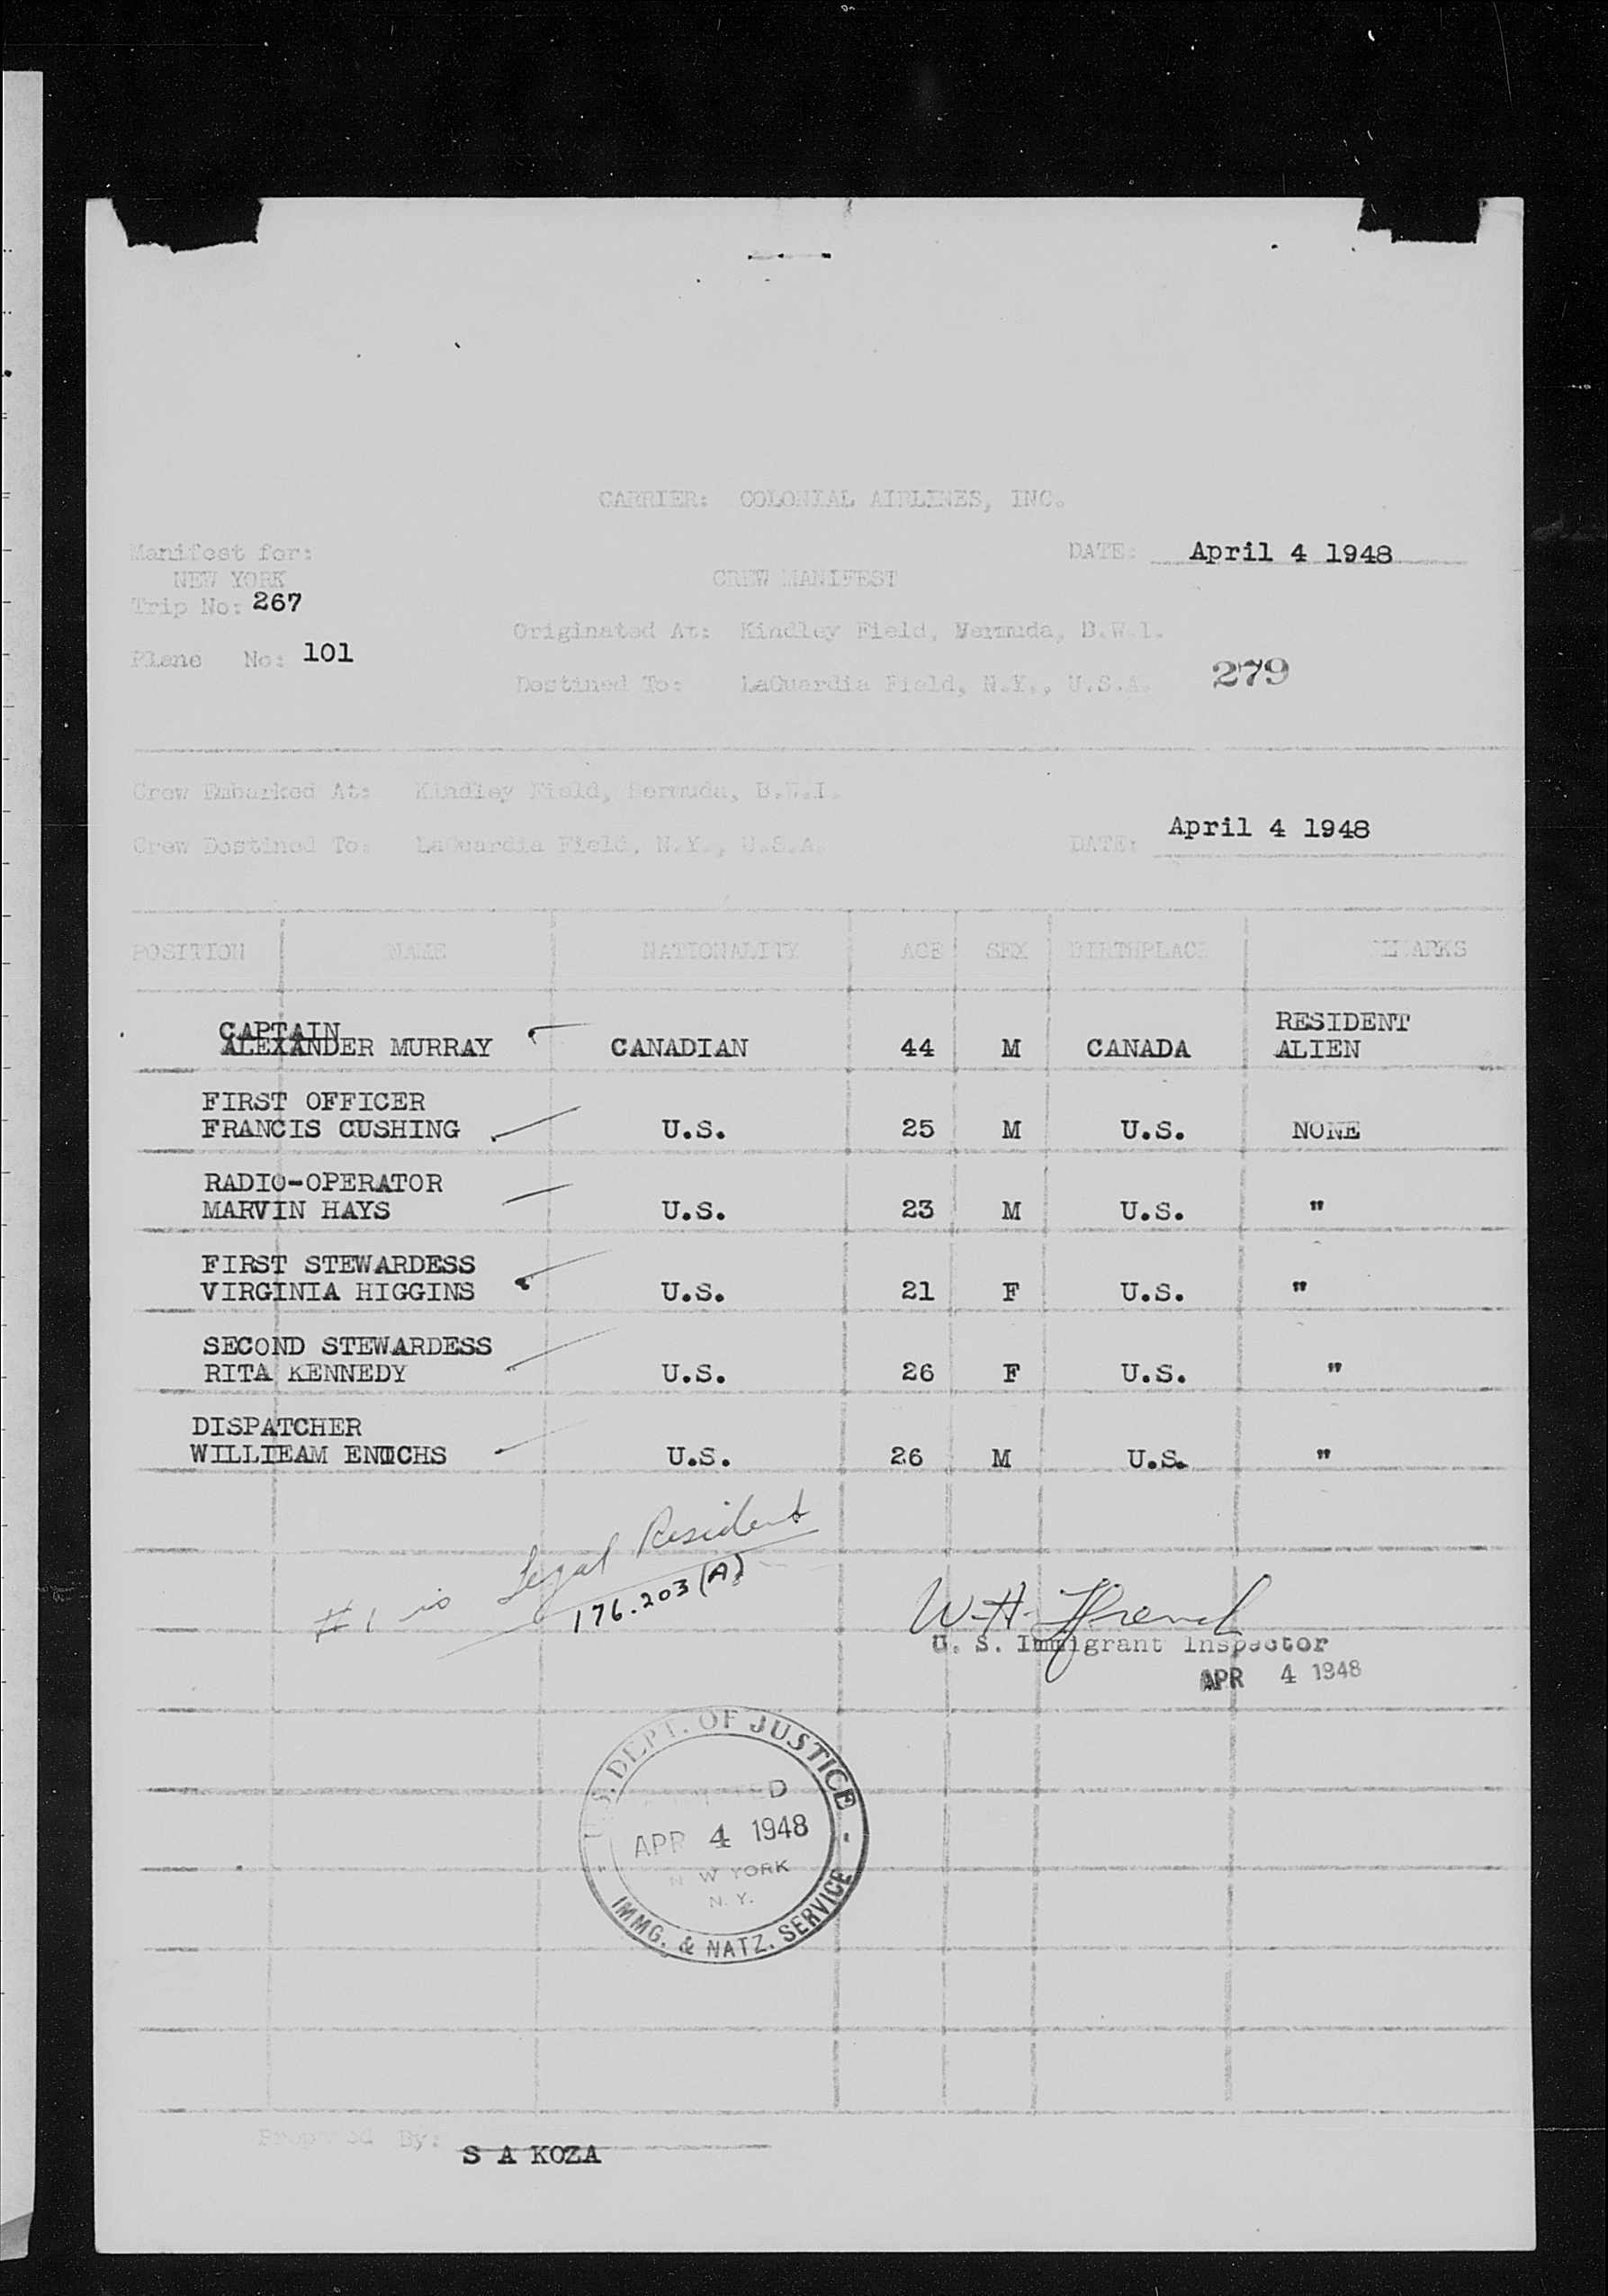 CARRIER: COLONIAL AIRLINES, INC.
Manifest for:
DATE: April 4 1948
NEW YORK
CREW MANIFEST
Trip No: 267
Originated At: Kindley Field, Bermuda, B.W.I.
Plane No: 101
Destined To: LaGuardia Field, N.Y., U.S.A.
279
Crew Embarked At: Kindley Field, Bermuda, B.W.I.
Crew Destined To: LaGuardia Field, N.Y., U.S.A.
DATE: April 4 1948
POSITION NAME NATIONALITY AGE SEX BIRTHPLACE REMARKS
CAPTAIN RESIDENT
ALEXANDER MURRAY CANADIAN 44 M CANADA ALIEN
FIRST OFFICER
FRANCIS CUSHING U.S. 25 M U.S. NONE
RADIO-OPERATOR
MARVIN HAYS U.S. 23 M U.S. "
FIRST STEWARDESS
VIRGINIA HIGGINS U.S. 21 F U.S. "
SECOND STEWARDESS
RITA KENNEDY U.S. 26 F U.S. "
DISPATCHER
WILLIEAM ENOCHS U.S. 26 M U.S. "
#1 is Legal Resident
176.203(A)
W. H. French
U. S. Immigrant Inspector
APR 4 1948
U.S. DEPT. OF JUSTICE
APR 4 1948
NEW YORK
N.Y.
IMMG. & NATZ. SERVICE
Prepared By: S A KOZA